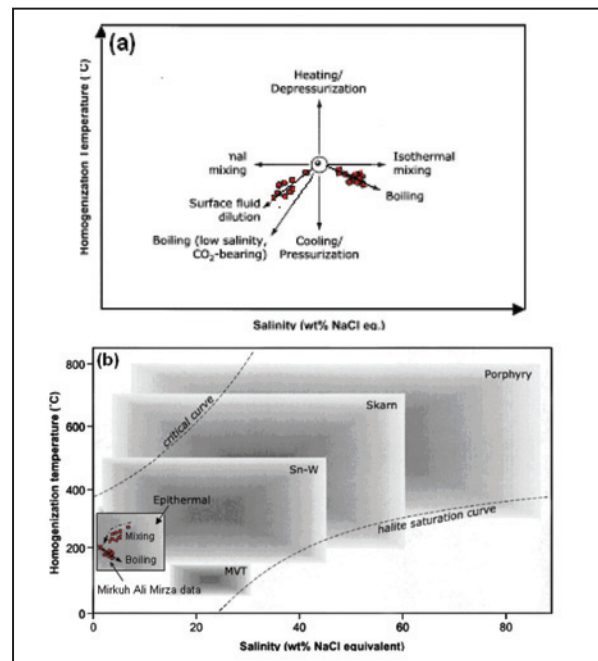 (a)
Homogenization Temperature (°C)
Heating/
Depressurization
nal
mixing
Isothermal
mixing
Surface fluid
dilution
Boiling
Boiling (low salinity,
CO2-bearing)
Cooling/
Pressurization
Salinity (wt% NaCl eq.)
(b)
Homogenization temperature (°C)
800
600
400
200
0
Porphyry
critical curve
Skarn
Sn-W
Epithermal
halite saturation curve
Mixing
Boiling
MVT
Mirkuh Ali Mirza data
0
20
40
60
80
Salinity (wt% NaCl equivalent)